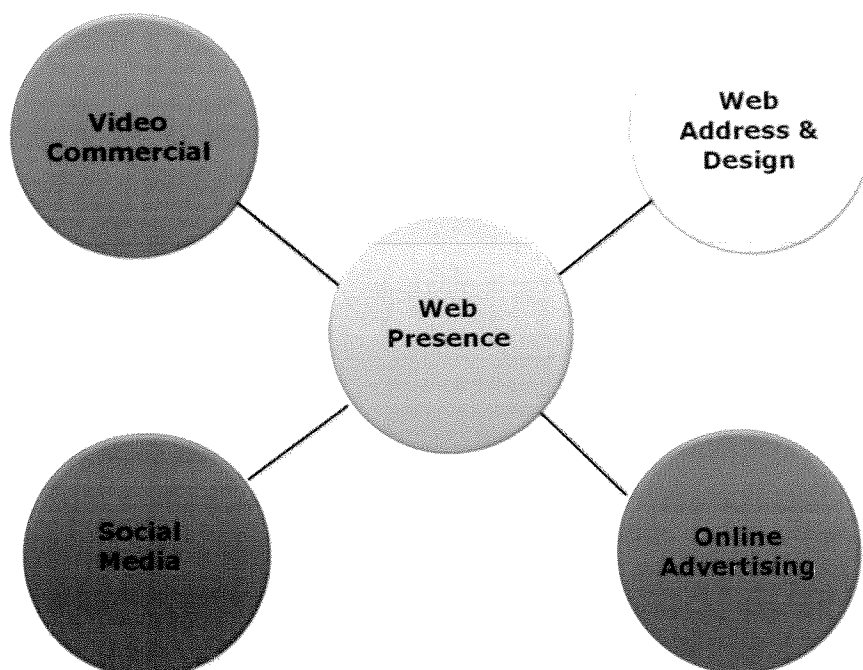 Video
Commercial
Web
Address &
Design
Web
Presence
Social
Media
Online
Advertising